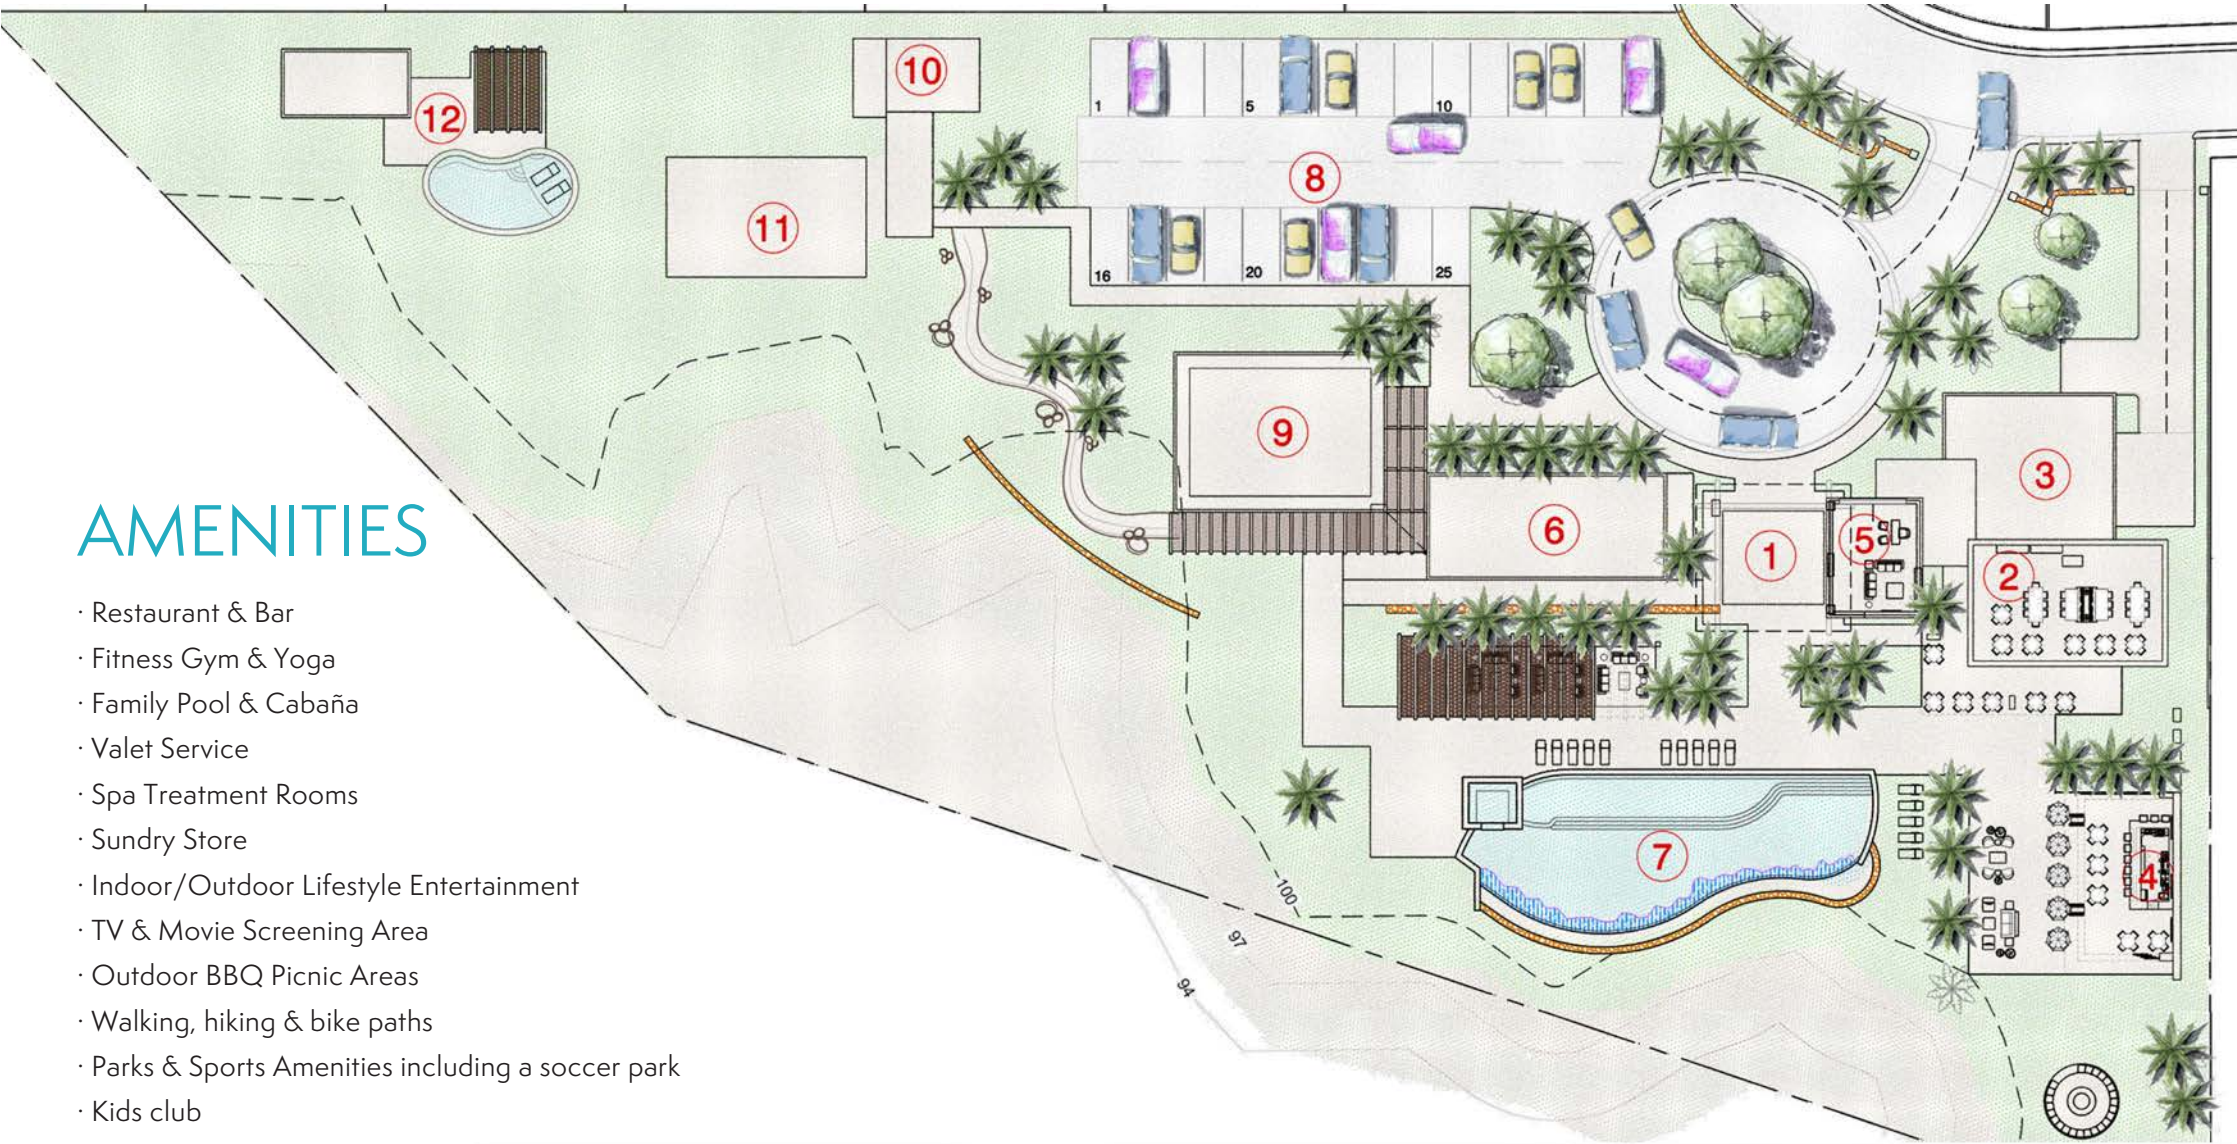 10
12
1
5
10
8
11
16
20
25
9
3
6
5
1
2
AMENITIES
· Restaurant & Bar
· Fitness Gym & Yoga
· Family Pool & Cabaña
· Valet Service
· Spa Treatment Rooms
· Sundry Store
· Indoor/Outdoor Lifestyle Entertainment
· TV & Movie Screening Area
· Outdoor BBQ Picnic Areas
· Walking, hiking & bike paths
· Parks & Sports Amenities including a soccer park
· Kids club
7
4
100
97
94